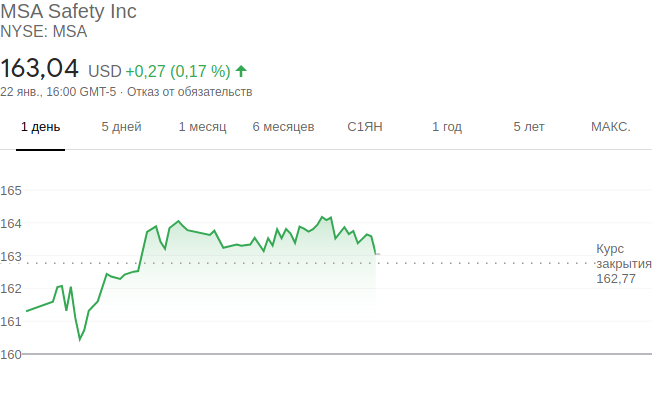 MSA Safety Inc
NYSE: MSA
163,04 USD +0,27 (0,17 %)
22 янв., 16:00 GMT-5 · Отказ от обязательств
1 день 5 дней 1 месяц 6 месяцев С1ЯН 1 год 5 лет МАКС.
165
164
163
162
161
160
Курс
закрытия
162,77